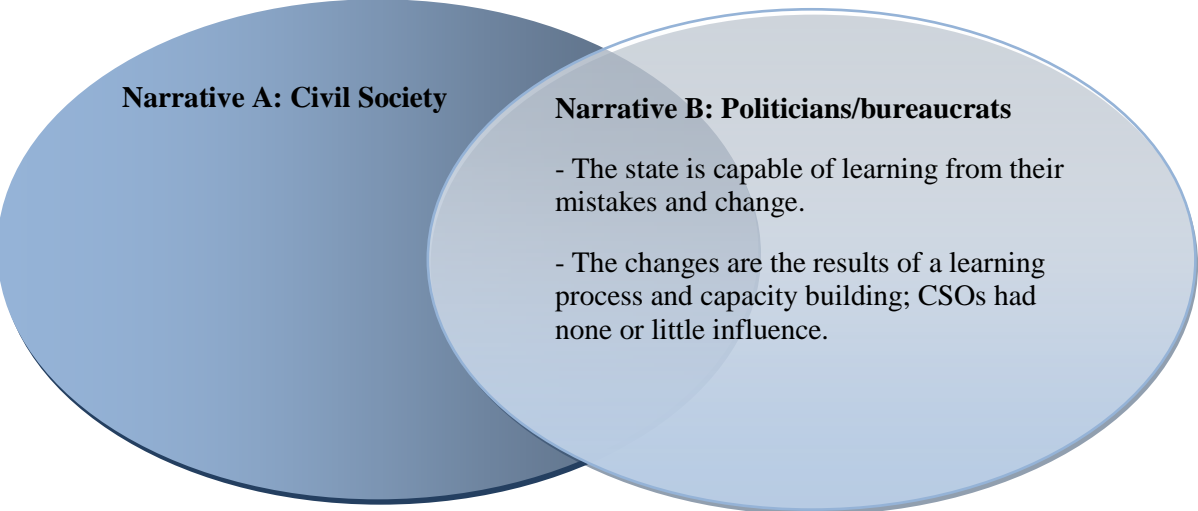 Narrative A: Civil Society
Narrative B: Politicians/bureaucrats
- The state is capable of learning from their
mistakes and change.
- The changes are the results of a learning
process and capacity building; CSOs had
none or little influence.